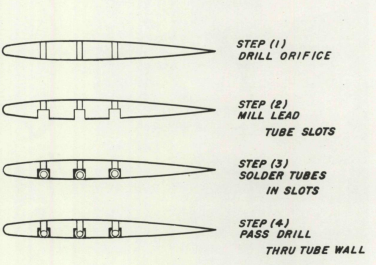 STEP (1)
DRILL ORIFICE
STEP (2)
MILL LEAD
TUBE SLOTS
STEP (3)
SOLDER TUBES
IN SLOTS
STEP (4)
PASS DRILL
THRU TUBE WALL